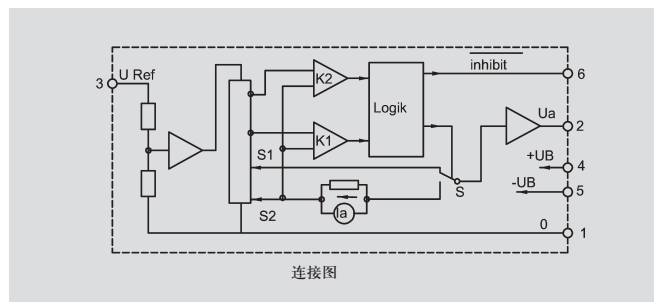 3
U Ref
K2
K1
Logik
inhibit
6
Ua
2
+UB
4
-UB
5
S1
S2
S
Ia
0
1
连接图